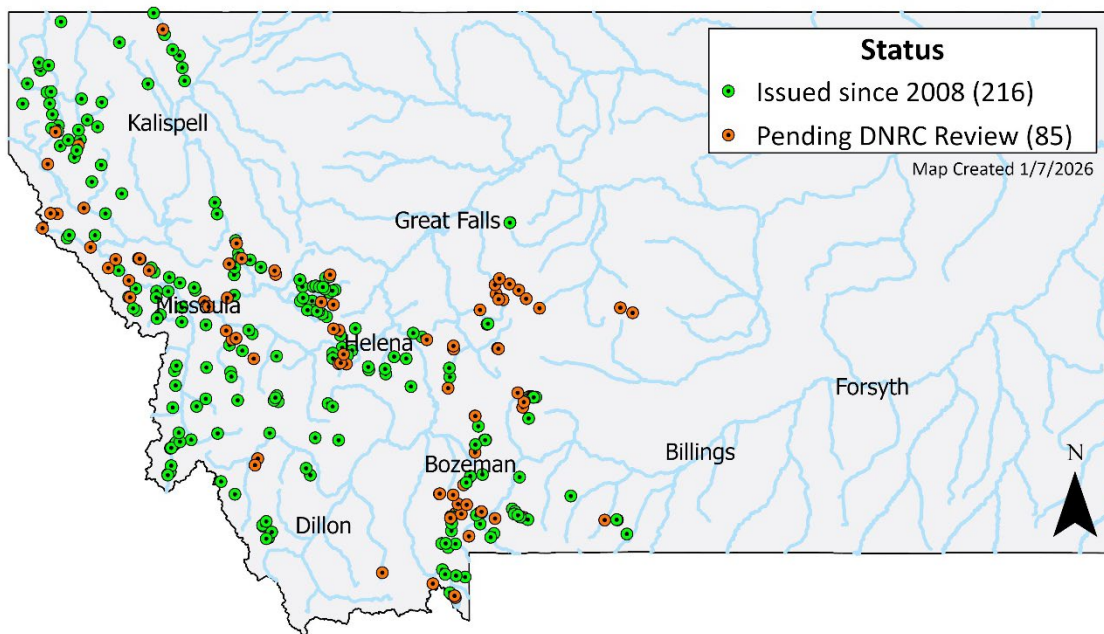 Status
Issued since 2008 (216)
Pending DNRC Review (85)
Map Created 1/7/2026
Kalispell
Great Falls
Missoula
Helena
Forsyth
Billings
Bozeman
Dillon
N